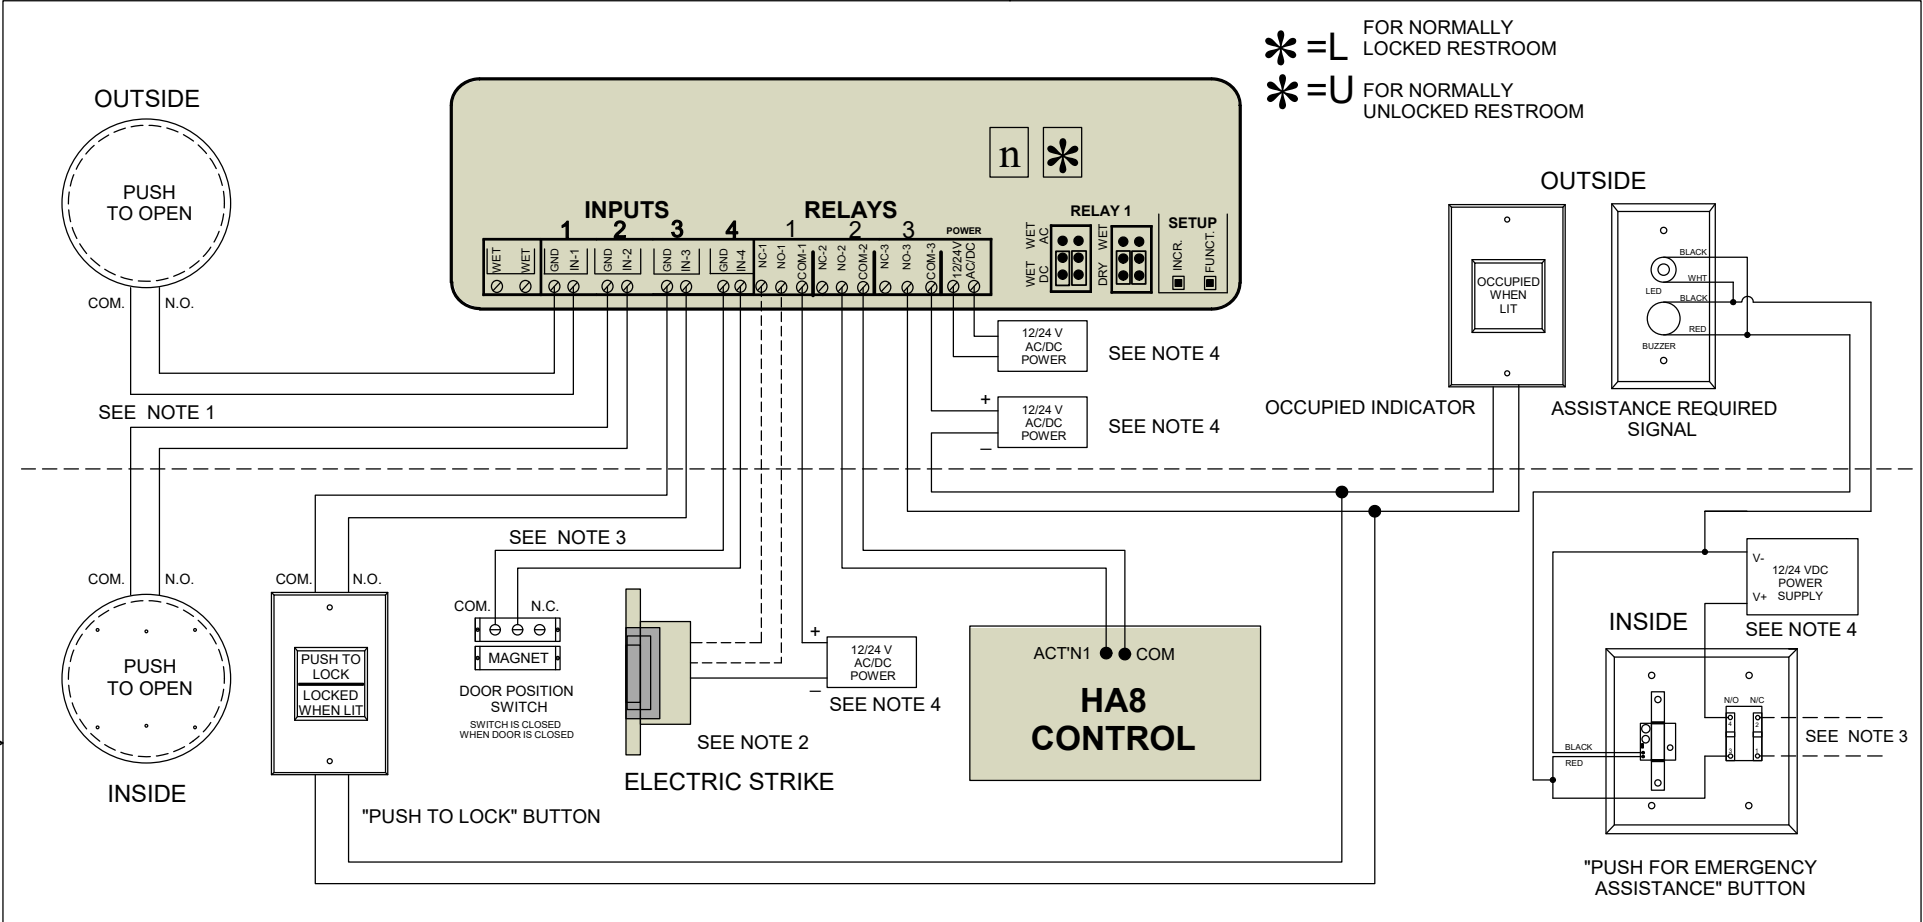 ✱ =L FOR NORMALLY
LOCKED RESTROOM
✱ =U FOR NORMALLY
UNLOCKED RESTROOM
OUTSIDE
PUSH
TO OPEN
COM. N.O.
SEE NOTE 1
n ✱
INPUTS
1 2 3 4
RELAYS
1 2 3
POWER
WET WET GND IN-1 GND IN-2 GND IN-3 GND IN-4 NC-1 NO-1 COM-1 NC-2 NO-2 COM-2 NC-3 NO-3 COM-3 12/24V AC/DC
RELAY 1
WET AC
WET DC
WET
DRY
SETUP
INCR.
FUNCT.
12/24 V
AC/DC
POWER
SEE NOTE 4
+
12/24 V
AC/DC
POWER
–
SEE NOTE 4
OUTSIDE
OCCUPIED
WHEN
LIT
OCCUPIED INDICATOR
BLACK
WHT
LED
BLACK
RED
BUZZER
ASSISTANCE REQUIRED
SIGNAL
COM. N.O.
PUSH
TO OPEN
INSIDE
COM. N.O.
PUSH TO
LOCK
LOCKED
WHEN LIT
"PUSH TO LOCK" BUTTON
SEE NOTE 3
COM. N.C.
MAGNET
DOOR POSITION
SWITCH
SWITCH IS CLOSED
WHEN DOOR IS CLOSED
+
12/24 V
AC/DC
POWER
–
SEE NOTE 4
SEE NOTE 2
ELECTRIC STRIKE
ACT'N1 COM
HA8
CONTROL
V-
12/24 VDC
POWER
SUPPLY
V+
SEE NOTE 4
INSIDE
N/O N/C
4 2
3 1
BLACK
RED
SEE NOTE 3
"PUSH FOR EMERGENCY
ASSISTANCE" BUTTON